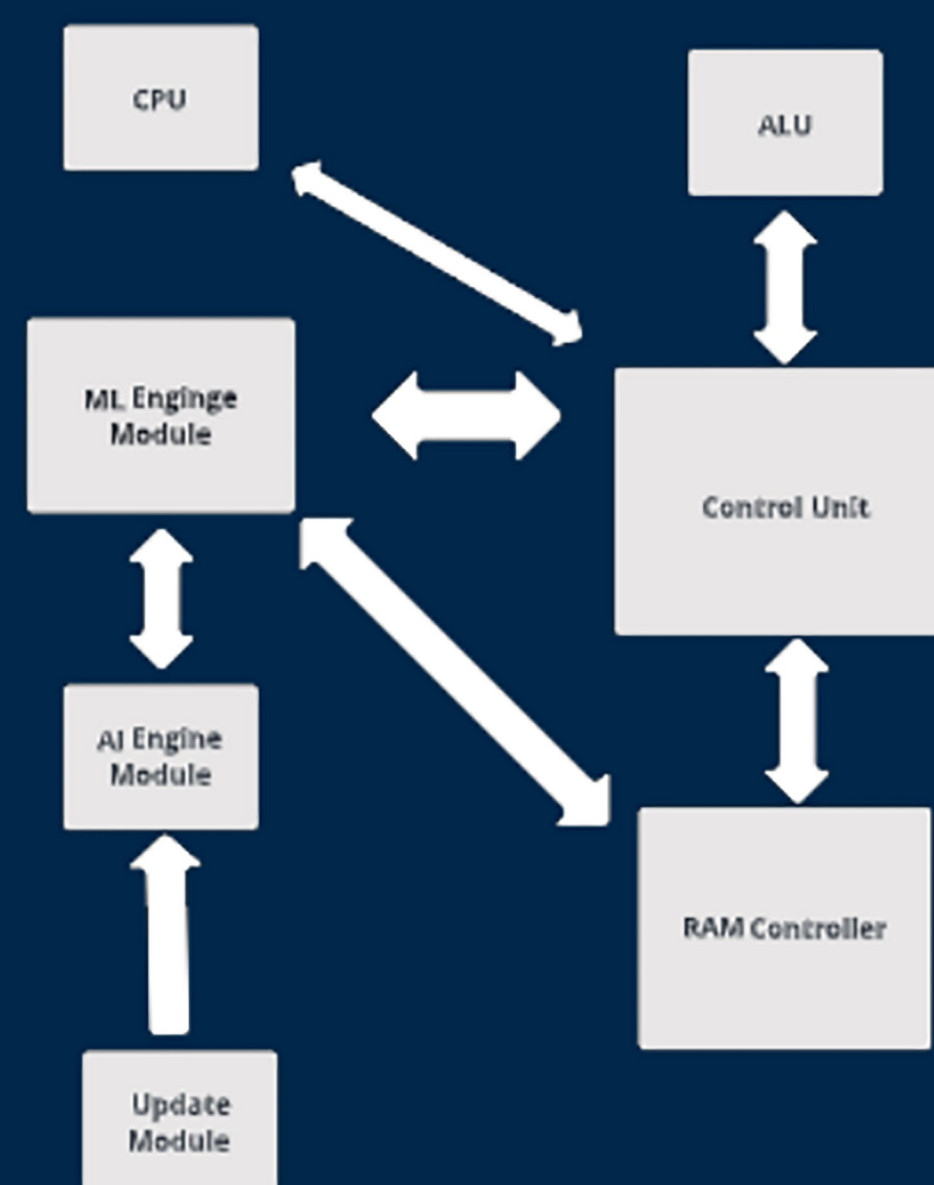 CPU
ALU
ML Enginge
Module
Control Unit
AI Engine
Module
RAM Controller
Update
Module